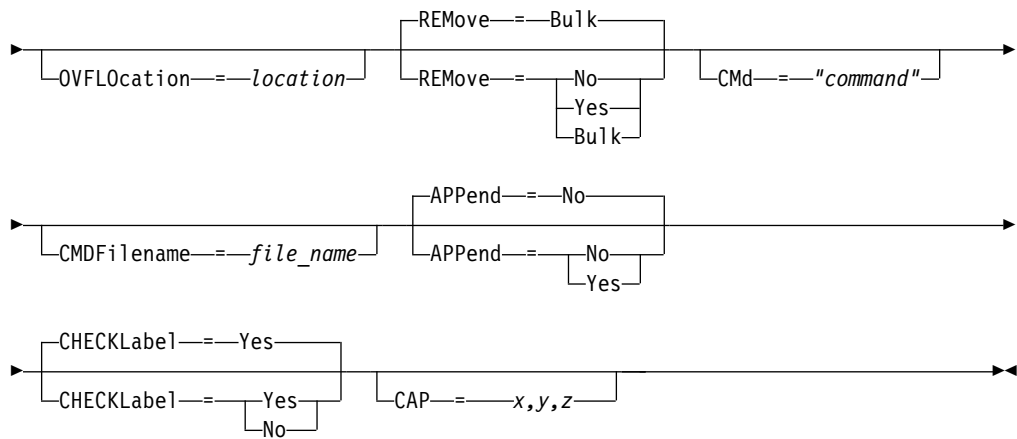 REMove = Bulk
OVFLOcation = location REMove = No CMd = "command"
Yes
Bulk
APPend = No
CMDFilename = file_name APPend = No
Yes
CHECKLabel = Yes
CHECKLabel = Yes CAP = x,y,z
No